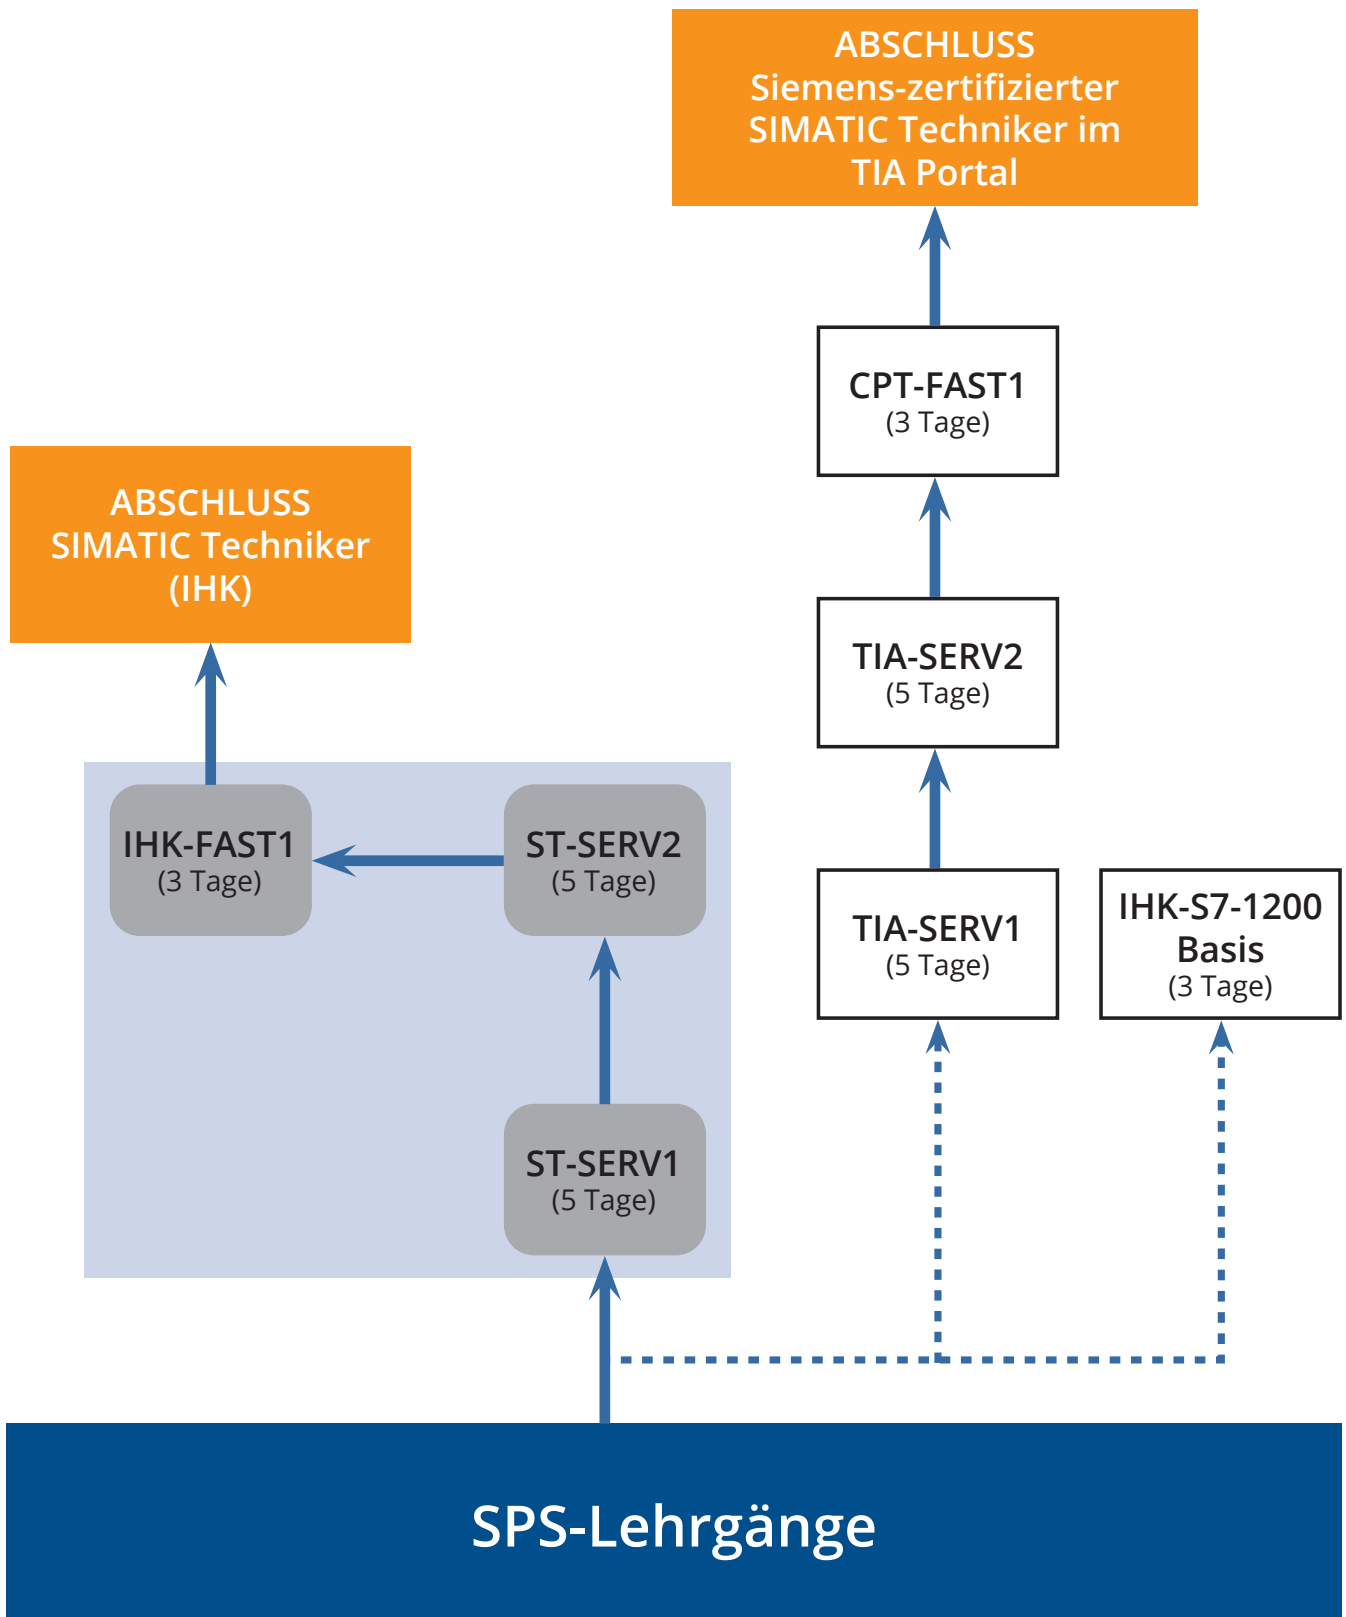 ABSCHLUSS
Siemens-zertifizierter
SIMATIC Techniker im
TIA Portal
CPT-FAST1
(3 Tage)
ABSCHLUSS
SIMATIC Techniker
(IHK)
TIA-SERV2
(5 Tage)
IHK-FAST1
(3 Tage)
ST-SERV2
(5 Tage)
TIA-SERV1
(5 Tage)
IHK-S7-1200
Basis
(3 Tage)
ST-SERV1
(5 Tage)
SPS-Lehrgänge